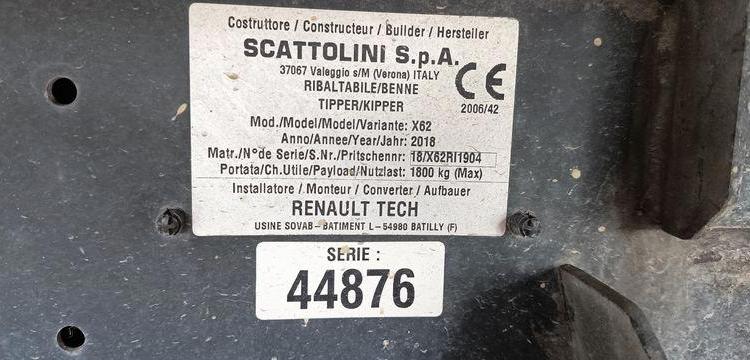 Costruttore / Constructeur / Builder / Hersteller
SCATTOLINI S.p.A.
37067 Valeggio s/M (Verona) ITALY
CE
RIBALTABILE/BENNE
TIPPER/KIPPER
2006/42
Mod./Model/Model/Variante: X62
Anno/Annee/Year/Jahr: 2018
Matr./N°de Serie/S.Nr./Pritschennr: 18/X62RI1904
Portata/Ch.Utile/Payload/Nutzlast: 1800 kg (Max)
Installatore / Monteur / Converter / Aufbauer
RENAULT TECH
USINE SOVAB - BATIMENT L - 54980 BATILLY (F)
SERIE :
44876